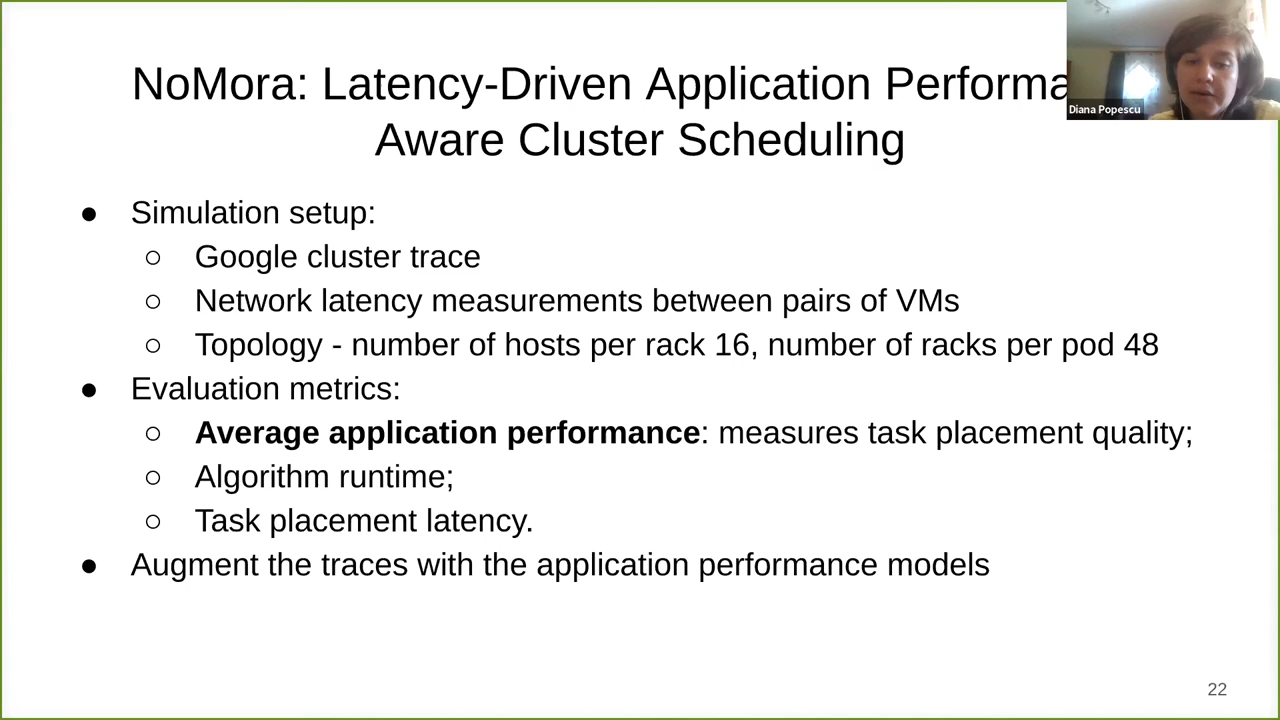 NoMora: Latency-Driven Application Performa
Aware Cluster Scheduling
Diana Popescu
● Simulation setup:
○ Google cluster trace
○ Network latency measurements between pairs of VMs
○ Topology - number of hosts per rack 16, number of racks per pod 48
● Evaluation metrics:
○ Average application performance: measures task placement quality;
○ Algorithm runtime;
○ Task placement latency.
● Augment the traces with the application performance models
22